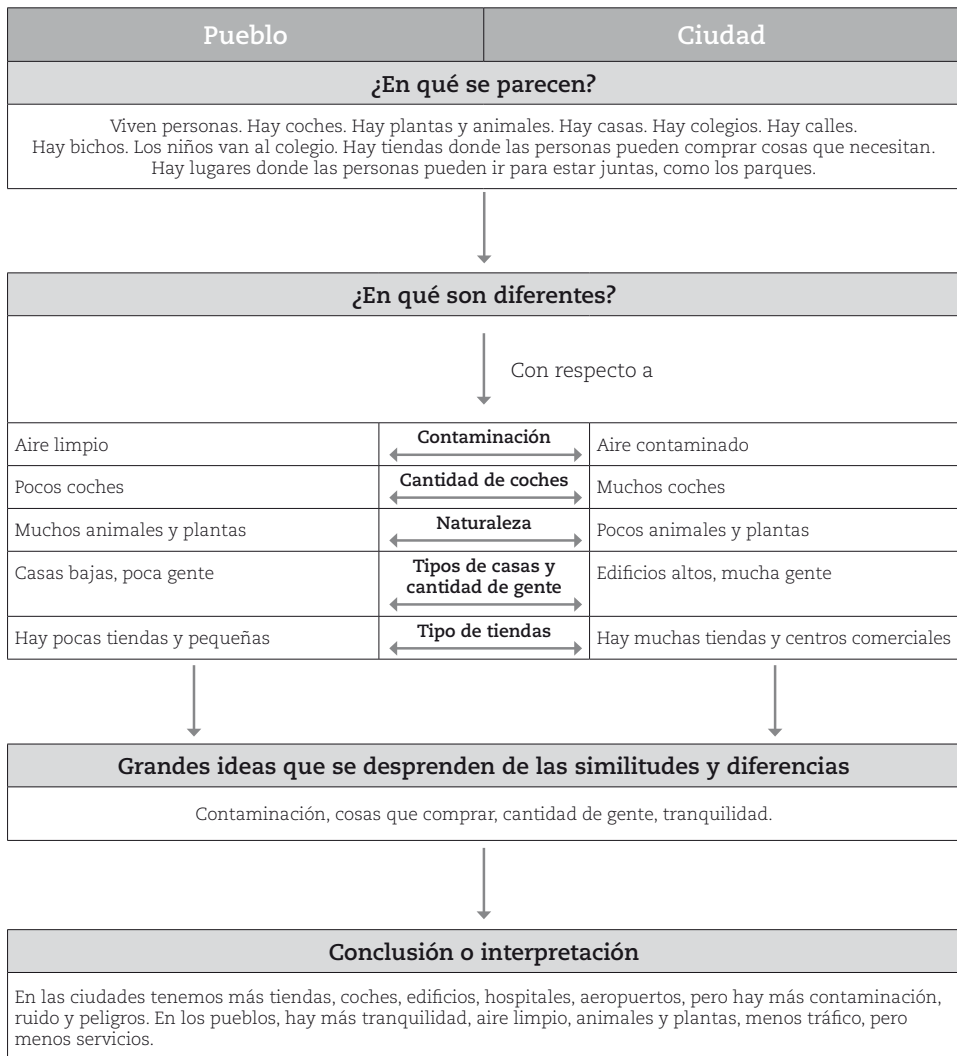 Pueblo
Ciudad
¿En qué se parecen?
Viven personas. Hay coches. Hay plantas y animales. Hay casas. Hay colegios. Hay calles.
Hay bichos. Los niños van al colegio. Hay tiendas donde las personas pueden comprar cosas que necesitan.
Hay lugares donde las personas pueden ir para estar juntas, como los parques.
¿En qué son diferentes?
Con respecto a
Aire limpio
Contaminación
Aire contaminado
Pocos coches
Cantidad de coches
Muchos coches
Muchos animales y plantas
Naturaleza
Pocos animales y plantas
Casas bajas, poca gente
Tipos de casas y
cantidad de gente
Edificios altos, mucha gente
Hay pocas tiendas y pequeñas
Tipo de tiendas
Hay muchas tiendas y centros comerciales
Grandes ideas que se desprenden de las similitudes y diferencias
Contaminación, cosas que comprar, cantidad de gente, tranquilidad.
Conclusión o interpretación
En las ciudades tenemos más tiendas, coches, edificios, hospitales, aeropuertos, pero hay más contaminación,
ruido y peligros. En los pueblos, hay más tranquilidad, aire limpio, animales y plantas, menos tráfico, pero
menos servicios.